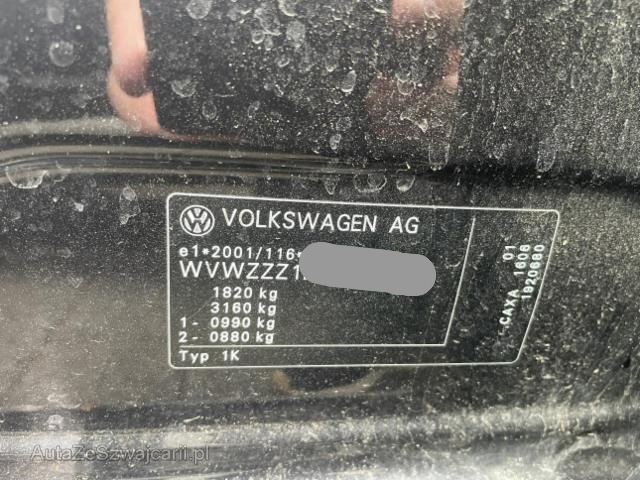 VOLKSWAGEN AG
e1*2001/116*
WVWZZZ1
1820 kg
3160 kg
1- 0990 kg
2- 0880 kg
Typ 1K
01
CAXA 1606
1920680
AutaZeSzwajcarii.pl